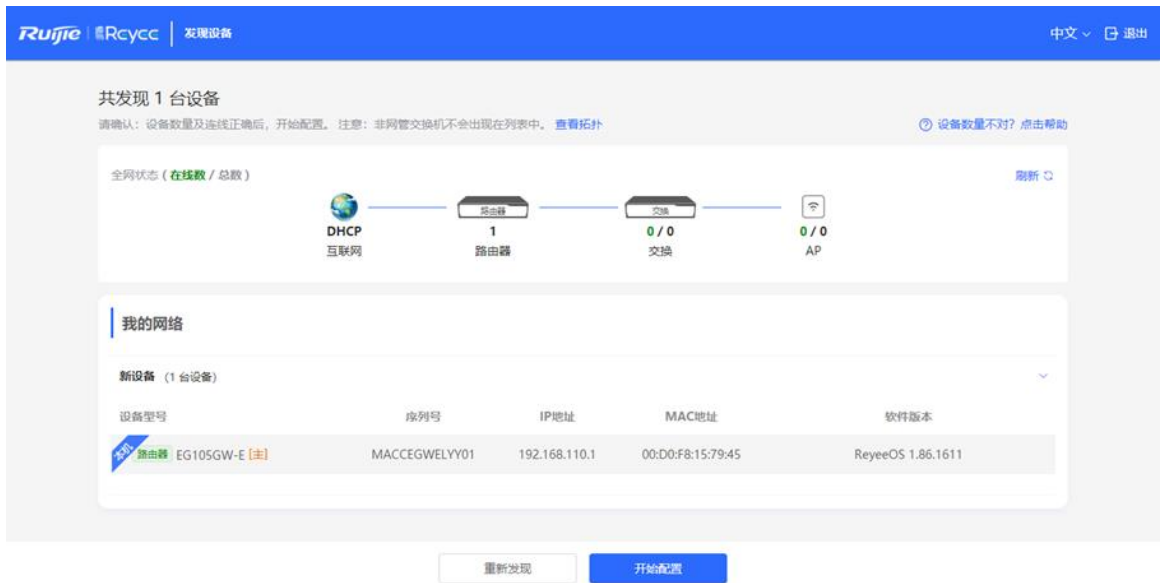 Ruijie Rcycc 发现设备 中文 退出
共发现 1 台设备
请确认：设备数量及连线正确后，开始配置。 注意：非网管交换机不会出现在列表中。 查看拓扑 设备数量不对？点击帮助
全网状态 ( 在线数 / 总数 ) 刷新
路由器 交换
DHCP 1 0 / 0 0 / 0
互联网 路由器 交换 AP
我的网络
新设备 (1 台设备)
设备型号 序列号 IP地址 MAC地址 软件版本
本机 路由器 EG105GW-E [主] MACCEGWELYY01 192.168.110.1 00:D0:F8:15:79:45 ReyeeOS 1.86.1611
重新发现 开始配置